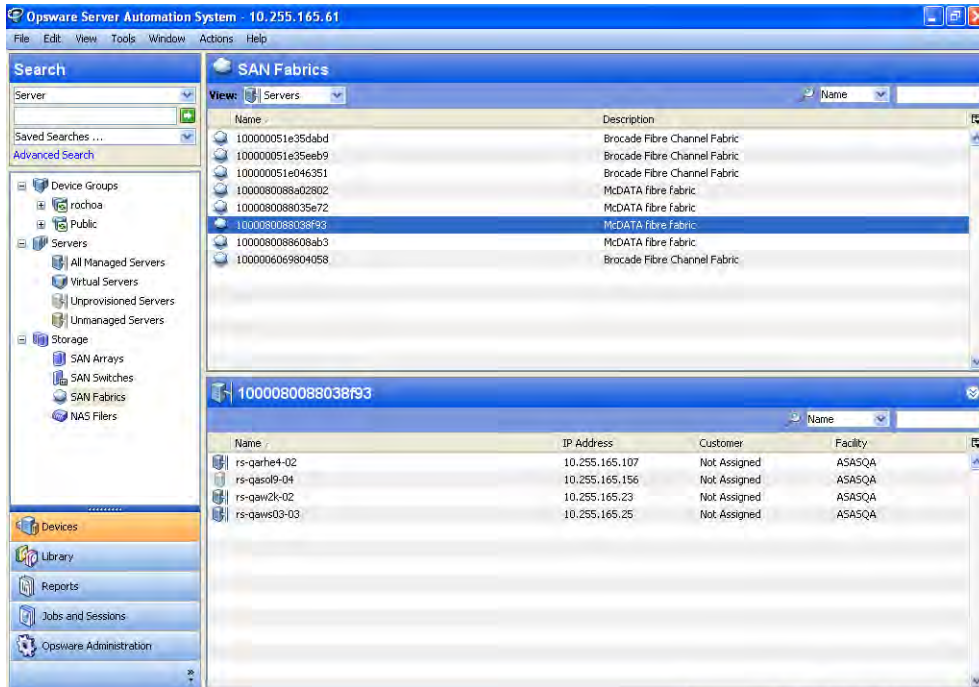 Opsware Server Automation System - 10.255.165.61
File Edit View Tools Window Actions Help
Search
Server
Saved Searches ...
Advanced Search
Device Groups
rochoa
Public
Servers
All Managed Servers
Virtual Servers
Unprovisioned Servers
Unmanaged Servers
Storage
SAN Arrays
SAN Switches
SAN Fabrics
NAS Filers
Devices
Library
Reports
Jobs and Sessions
Opsware Administration
SAN Fabrics
View: Servers Name
Name Description
100000051e35dabd Brocade Fibre Channel Fabric
100000051e35eeb9 Brocade Fibre Channel Fabric
100000051e046351 Brocade Fibre Channel Fabric
1000080088a02802 McDATA fibre fabric
1000080088035e72 McDATA fibre fabric
1000080088038f93 McDATA fibre fabric
1000080088608ab3 McDATA fibre fabric
1000006069804058 Brocade Fibre Channel Fabric
1000080088038f93
Name
Name IP Address Customer Facility
rs-qarhe4-02 10.255.165.107 Not Assigned ASASQA
rs-qasol9-04 10.255.165.156 Not Assigned ASASQA
rs-qaw2k-02 10.255.165.23 Not Assigned ASASQA
rs-qaws03-03 10.255.165.25 Not Assigned ASASQA